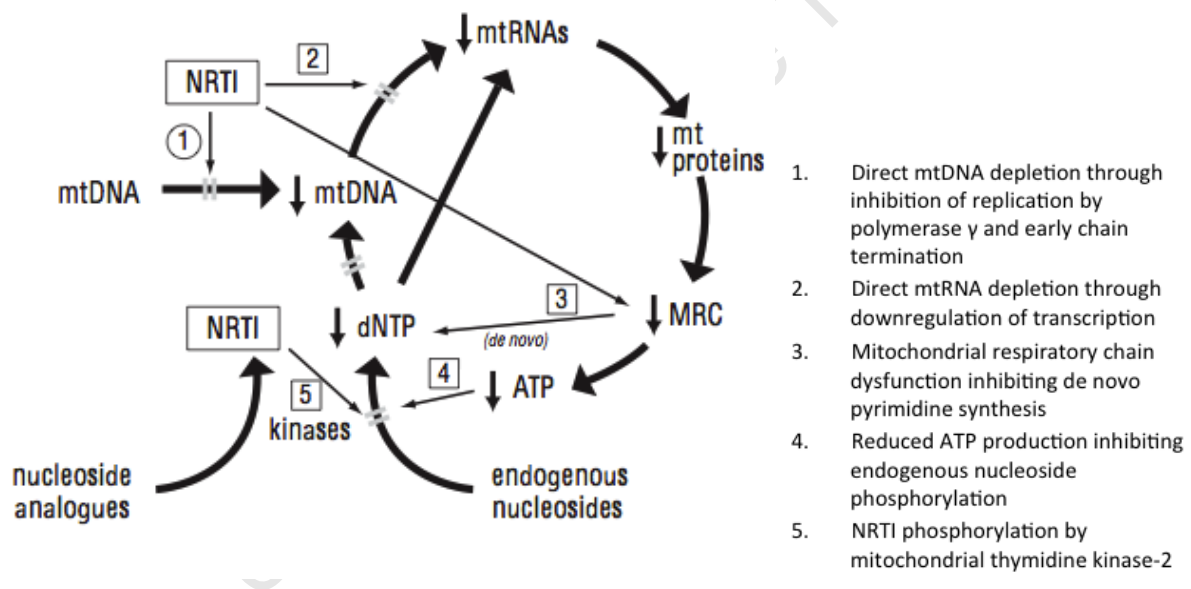 mtRNAs
2
NRTI
1
mt
proteins
mtDNA
mtDNA
3
MRC
NRTI
dNTP
(de novo)
4
ATP
5
kinases
nucleoside
analogues
endogenous
nucleosides
1. Direct mtDNA depletion through
inhibition of replication by
polymerase γ and early chain
termination
2. Direct mtRNA depletion through
downregulation of transcription
3. Mitochondrial respiratory chain
dysfunction inhibiting de novo
pyrimidine synthesis
4. Reduced ATP production inhibiting
endogenous nucleoside
phosphorylation
5. NRTI phosphorylation by
mitochondrial thymidine kinase-2